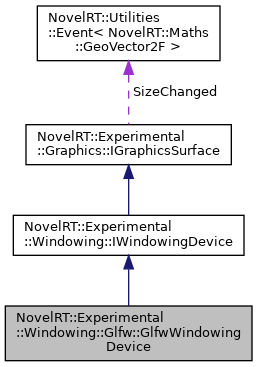 NovelRT::Utilities
::Event< NovelRT::Maths
::GeoVector2F >
SizeChanged
NovelRT::Experimental
::Graphics::IGraphicsSurface
NovelRT::Experimental
::Windowing::IWindowingDevice
NovelRT::Experimental
::Windowing::Glfw::GlfwWindowing
Device